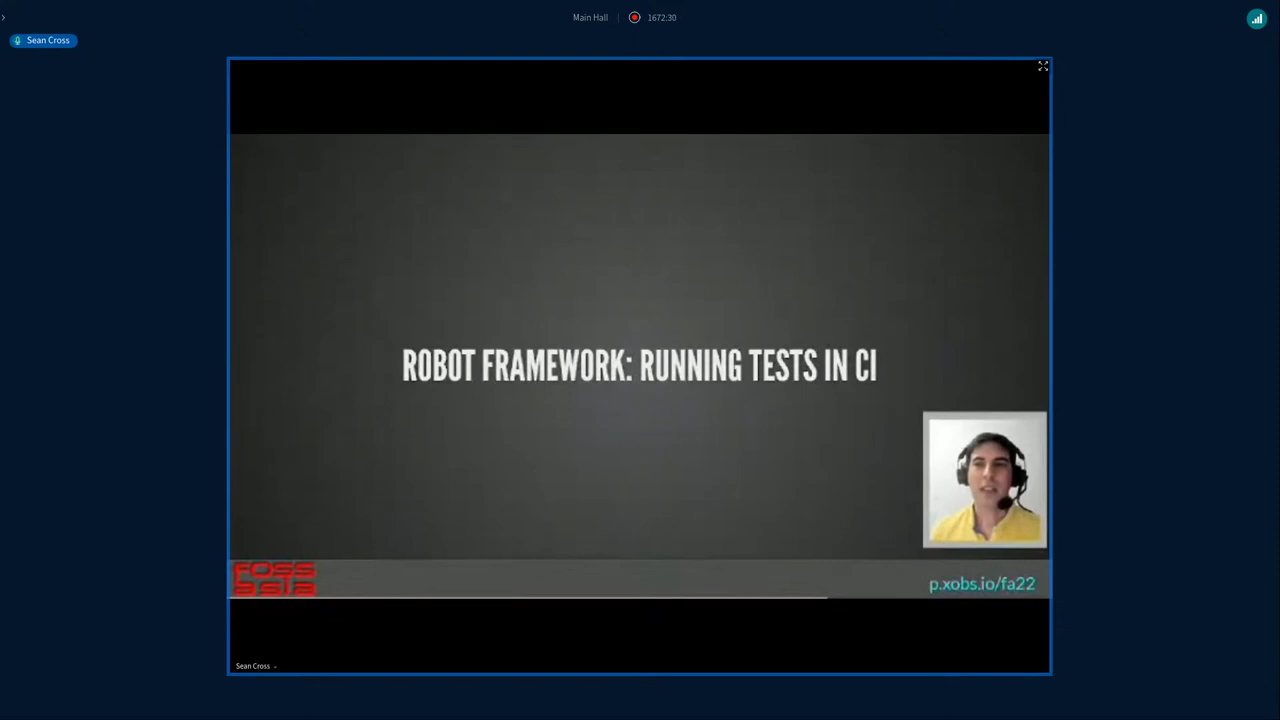 Main Hall
1672:30
Sean Cross
ROBOT FRAMEWORK: RUNNING TESTS IN CI
FOSS
ASIA
p.xobs.io/fa22
Sean Cross